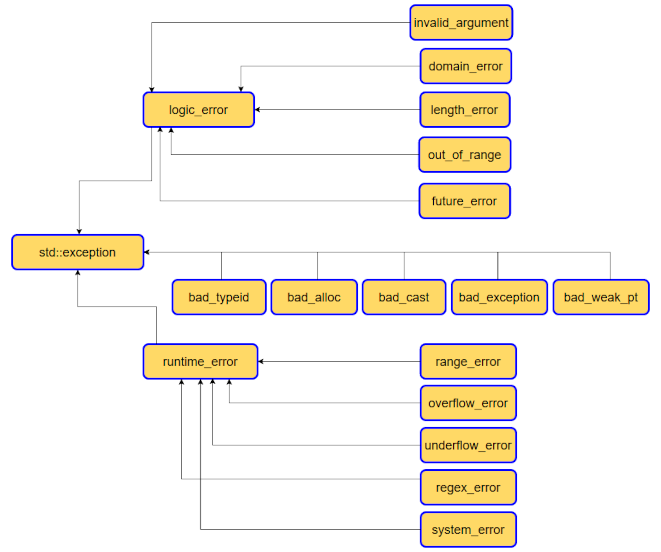 invalid_argument
domain_error
logic_error
length_error
out_of_range
future_error
std::exception
bad_typeid
bad_alloc
bad_cast
bad_exception
bad_weak_pt
runtime_error
range_error
overflow_error
underflow_error
regex_error
system_error